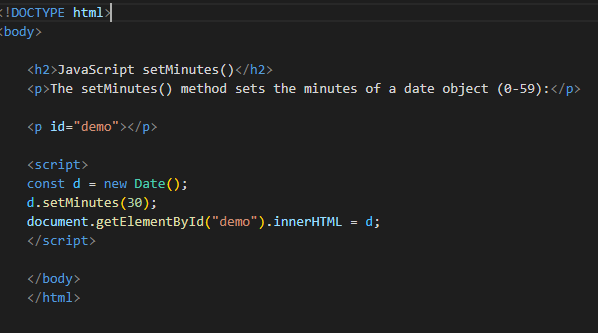 <!DOCTYPE html>
<body>
<h2>JavaScript setMinutes()</h2>
<p>The setMinutes() method sets the minutes of a date object (0-59):</p>
<p id="demo"></p>
<script>
const d = new Date();
d.setMinutes(30);
document.getElementById("demo").innerHTML = d;
</script>
</body>
</html>